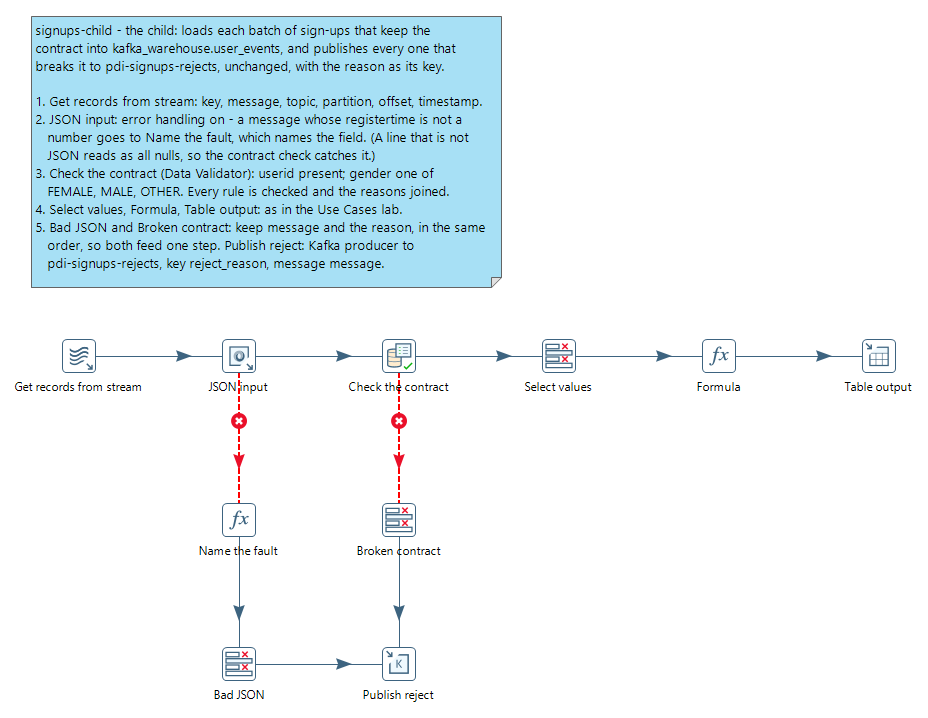 signups-child - the child: loads each batch of sign-ups that keep the
contract into kafka_warehouse.user_events, and publishes every one that
breaks it to pdi-signups-rejects, unchanged, with the reason as its key.
1. Get records from stream: key, message, topic, partition, offset, timestamp.
2. JSON input: error handling on - a message whose registertime is not a
number goes to Name the fault, which names the field. (A line that is not
JSON reads as all nulls, so the contract check catches it.)
3. Check the contract (Data Validator): userid present; gender one of
FEMALE, MALE, OTHER. Every rule is checked and the reasons joined.
4. Select values, Formula, Table output: as in the Use Cases lab.
5. Bad JSON and Broken contract: keep message and the reason, in the same
order, so both feed one step. Publish reject: Kafka producer to
pdi-signups-rejects, key reject_reason, message message.
Get records from stream
JSON input
Check the contract
Select values
fx
Formula
Table output
fx
Name the fault
Broken contract
Bad JSON
K
Publish reject